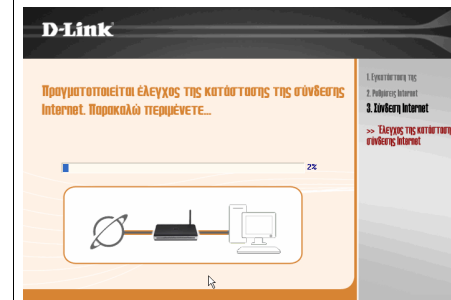 D-Link
Πραγματοποιείται έλεγχος της κατάστασης της σύνδεσης
Internet. Παρακαλώ περιμένετε...
2%
1. Εγκατάσταση της
2. Ρυθμίσεις Internet
3. Σύνδεση Internet
>> Έλεγχος της κατάσταση
σύνδεσης Internet